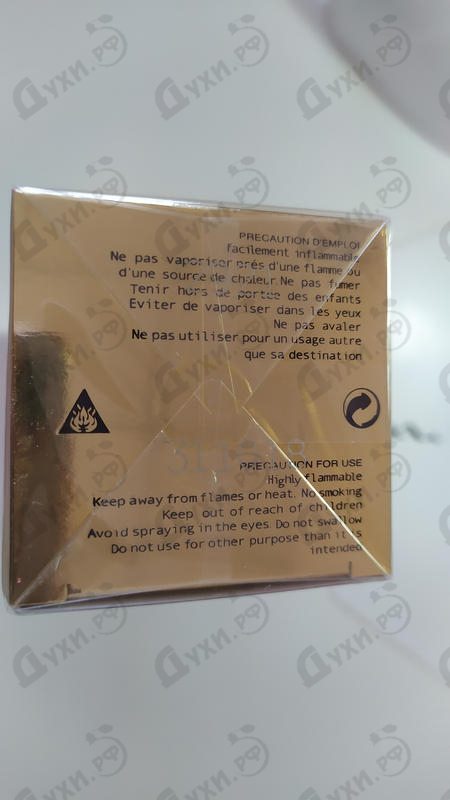 PRECAUTION D'EMPLOI
facilement inflammable
Ne pas vaporiser prés d'une flamme ou
d'une source de chaleur. Ne pas fumer
Tenir hors de portée des enfants
Eviter de vaporiser dans les yeux
Ne pas avaler
Ne pas utiliser pour un usage autre
que sa destination
PRECAUTION FOR USE
Highly flammable
Keep away from flames or heat. No smoking
Keep out of reach of children
Avoid spraying in the eyes. Do not swallow
Do not use for other purpose than it is
intended
Духи.рф